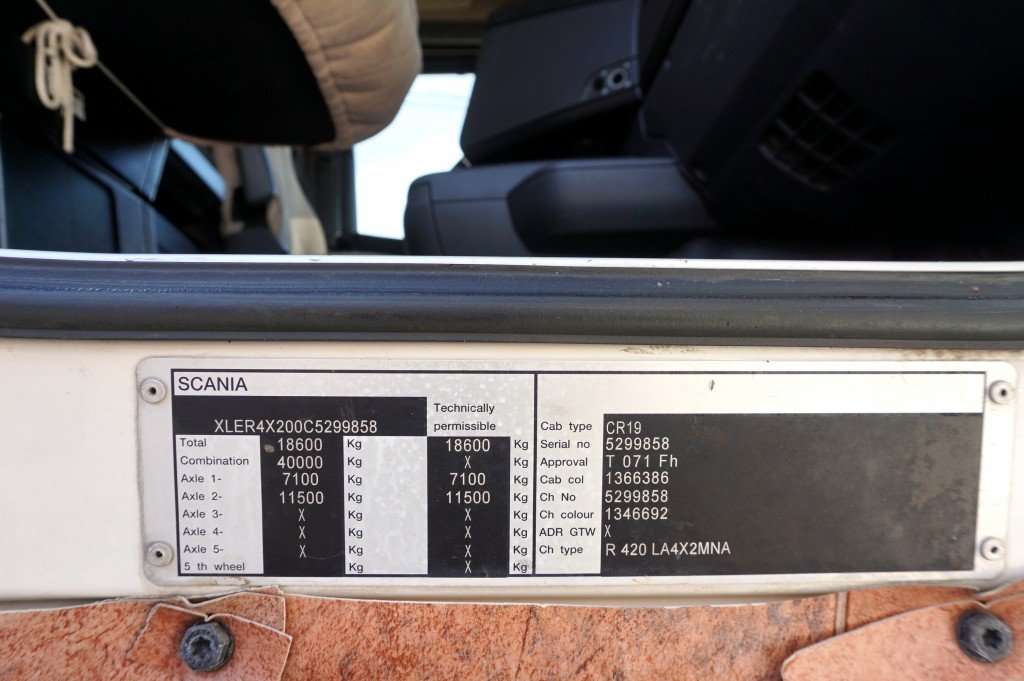 SCANIA
XLER4X200C5299858
Technically
permissible
Total 18600 Kg 18600 Kg
Combination 40000 Kg X Kg
Axle 1- 7100 Kg 7100 Kg
Axle 2- 11500 Kg 11500 Kg
Axle 3- X Kg X Kg
Axle 4- X Kg X Kg
Axle 5- X Kg X Kg
5 th wheel Kg X Kg
Cab type CR19
Serial no 5299858
Approval T 071 Fh
Cab col 1366386
Ch No 5299858
Ch colour 1346692
ADR GTW X
Ch type R 420 LA4X2MNA